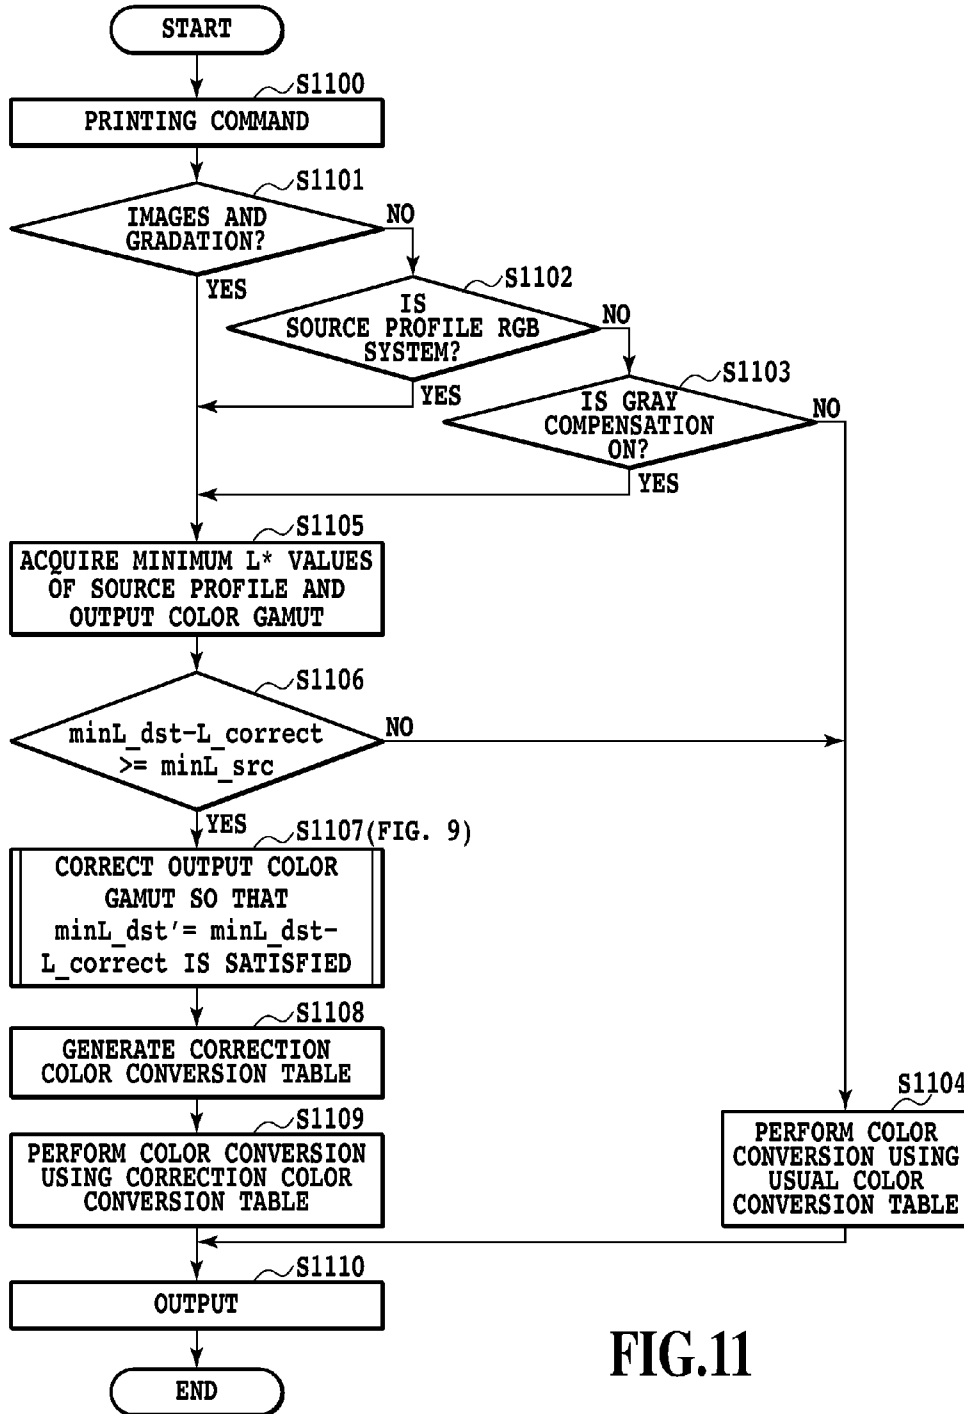 START
S1100
PRINTING COMMAND
S1101
IMAGES AND
GRADATION?
NO
YES
S1102
IS
SOURCE PROFILE RGB
SYSTEM?
NO
YES
S1103
IS GRAY
COMPENSATION
ON?
NO
YES
S1105
ACQUIRE MINIMUM L* VALUES
OF SOURCE PROFILE AND
OUTPUT COLOR GAMUT
S1106
minL_dst-L_correct
>= minL_src
NO
YES
S1107(FIG. 9)
CORRECT OUTPUT COLOR
GAMUT SO THAT
minL_dst'= minL_dst-
L_correct IS SATISFIED
S1108
GENERATE CORRECTION
COLOR CONVERSION TABLE
S1109
PERFORM COLOR CONVERSION
USING CORRECTION COLOR
CONVERSION TABLE
S1104
PERFORM COLOR
CONVERSION USING
USUAL COLOR
CONVERSION TABLE
S1110
OUTPUT
END
FIG.11